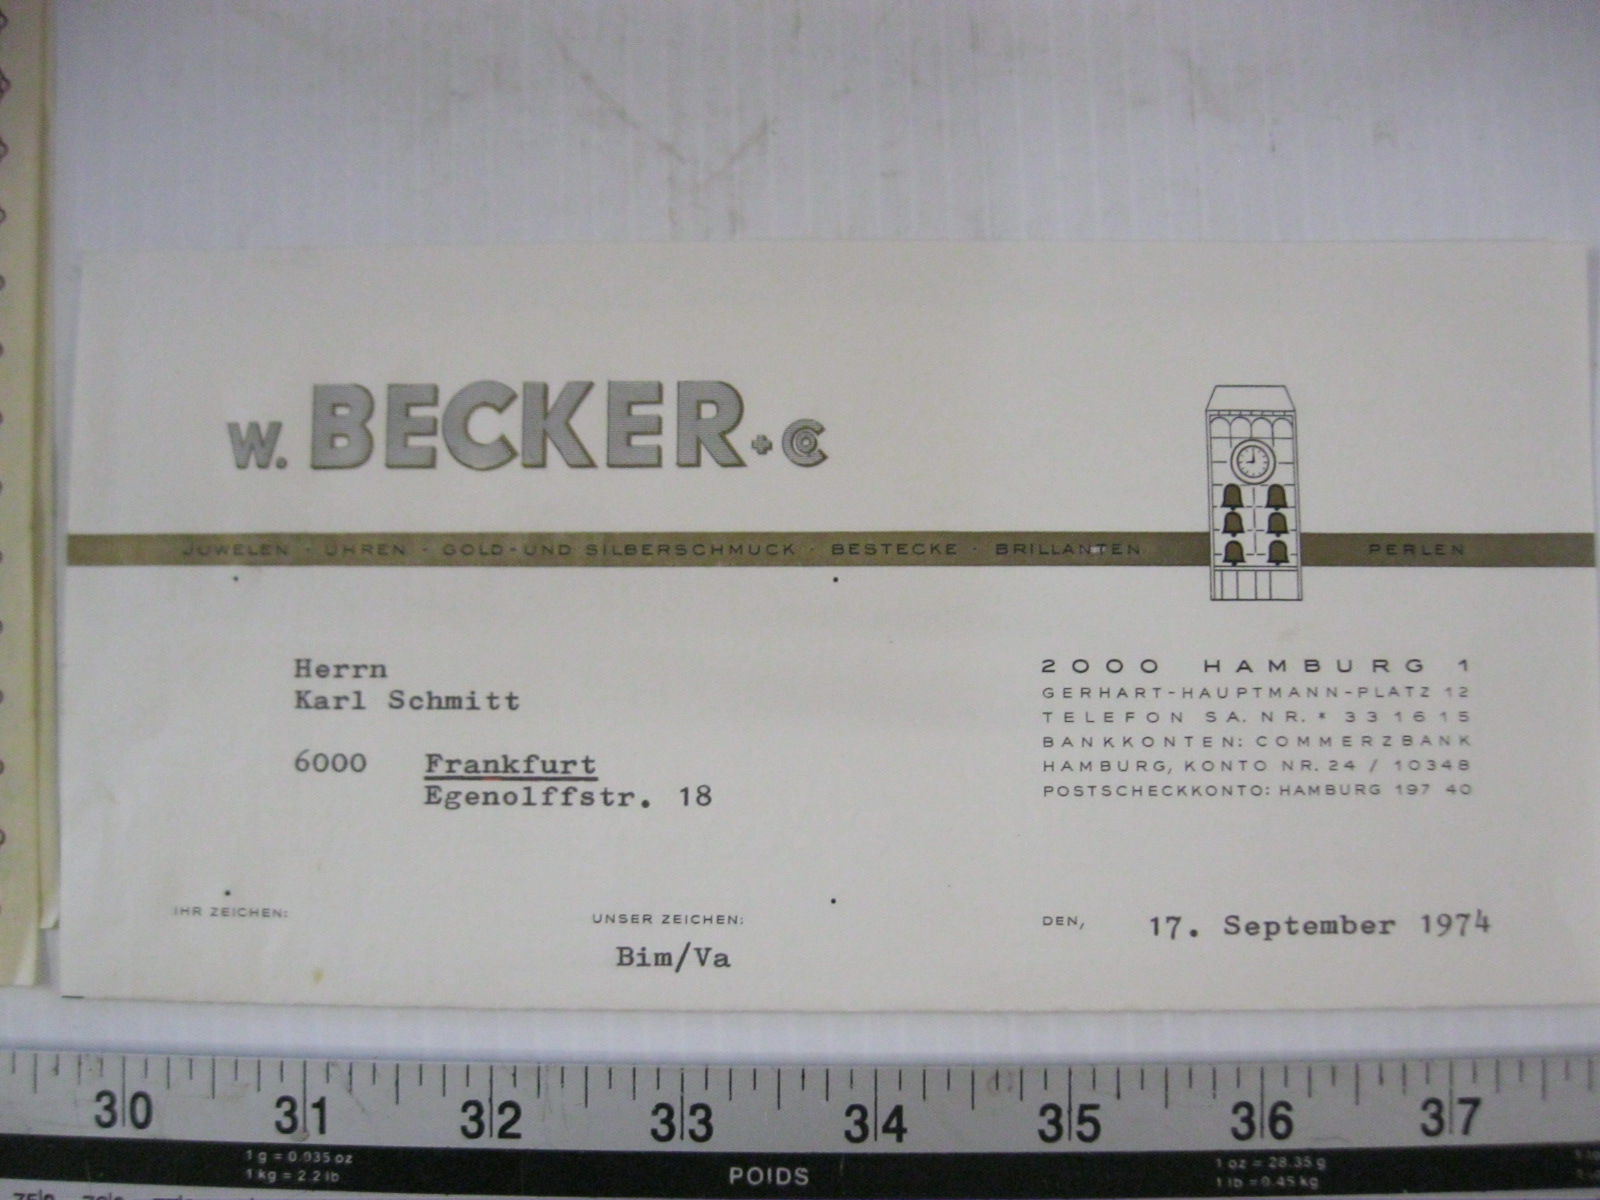 W. BECKER + Co
JUWELEN · UHREN · GOLD-UND SILBERSCHMUCK · BESTECKE · BRILLANTEN PERLEN
Herrn
Karl Schmitt
6000 Frankfurt
Egenolffstr. 18
2000 HAMBURG 1
GERHART-HAUPTMANN-PLATZ 12
TELEFON SA. NR. * 33 16 15
BANKKONTEN: COMMERZBANK
HAMBURG, KONTO NR. 24 / 10348
POSTSCHECKKONTO: HAMBURG 197 40
IHR ZEICHEN:
UNSER ZEICHEN:
Bim/Va
DEN, 17. September 1974
30 31 32 33 34 35 36 37
1 g = 0.035 oz
1 kg = 2.2 lb
POIDS
1 oz = 28.35 g
1 lb = 0.45 kg